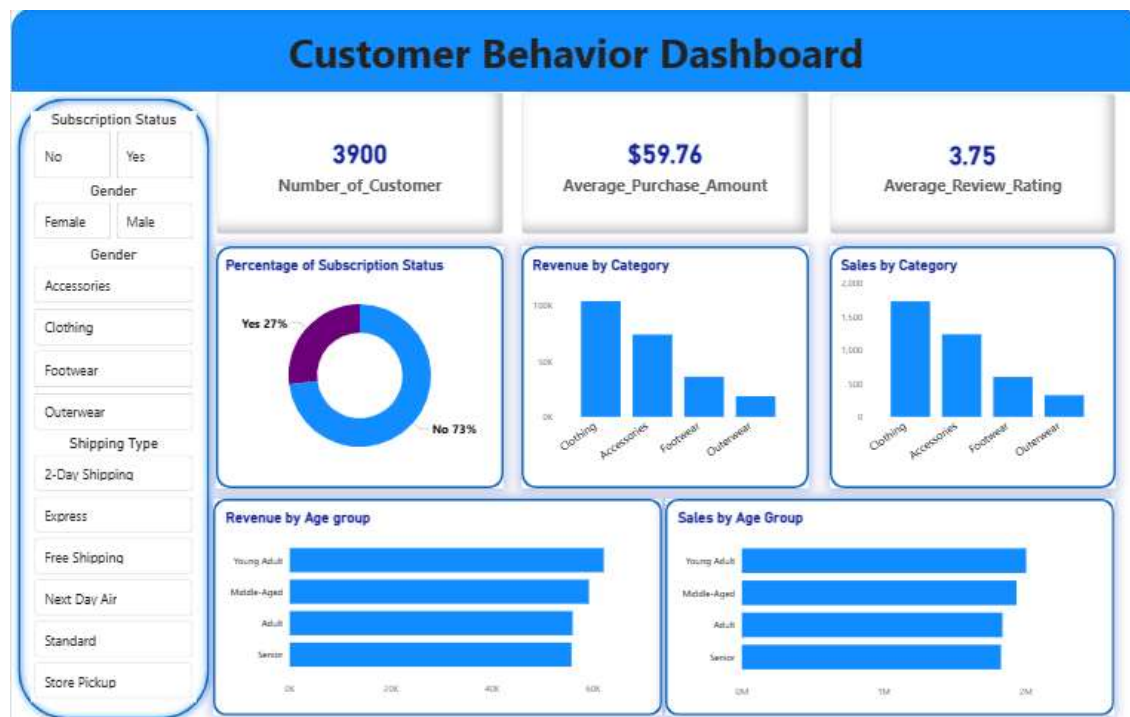 Customer Behavior Dashboard
Subscription Status
No
Yes
Gender
Female
Male
Gender
Accessories
Clothing
Footwear
Outerwear
Shipping Type
2-Day Shipping
Express
Free Shipping
Next Day Air
Standard
Store Pickup
3900
Number_of_Customer
$59.76
Average_Purchase_Amount
3.75
Average_Review_Rating
Percentage of Subscription Status
Yes 27%
No 73%
Revenue by Category
100K
50K
0K
Clothing
Accessories
Footwear
Outerwear
Sales by Category
2,000
1,500
1,000
500
0
Clothing
Accessories
Footwear
Outerwear
Revenue by Age group
Young Adult
Middle-Aged
Adult
Senior
0K
20K
40K
60K
Sales by Age Group
Young Adult
Middle-Aged
Adult
Senior
0M
1M
2M